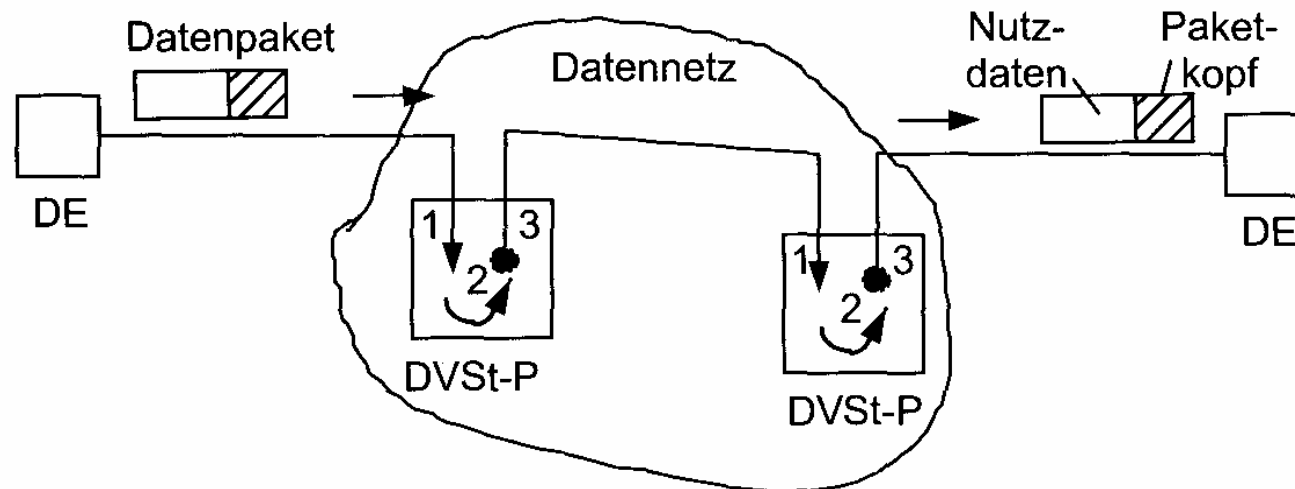 Datenpaket
DE
Datennetz
1
2
3
DVSt-P
1
2
3
DVSt-P
Nutz-
daten
Paket-
kopf
DE